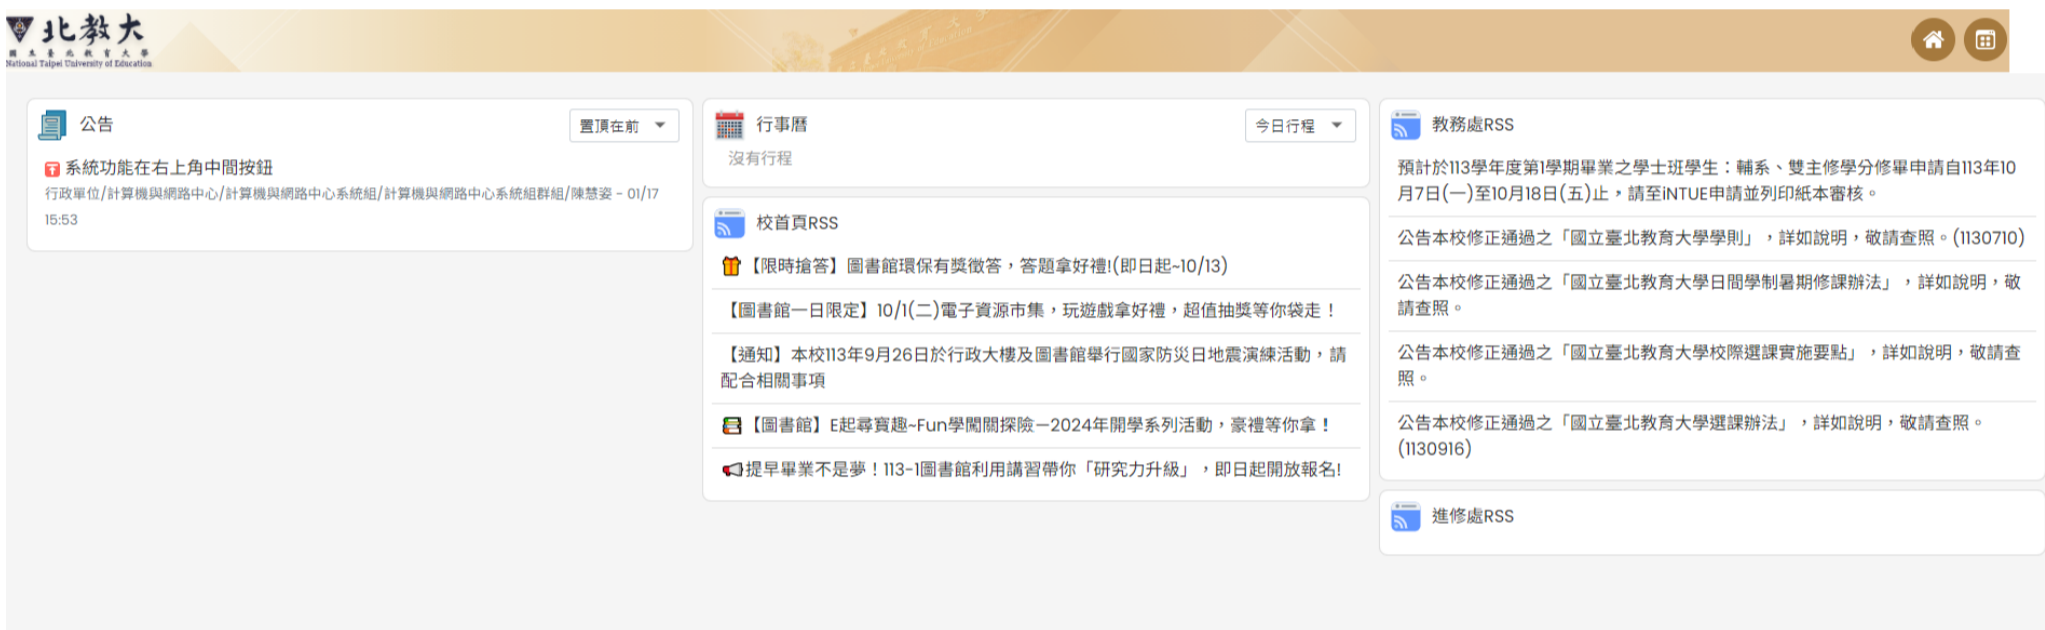 北教大
國立臺北教育大學
National Taipei University of Education
公告
置頂在前
系統功能在右上角中間按鈕
行政單位/計算機與網路中心/計算機與網路中心系統組/計算機與網路中心系統組群組/陳慧姿 - 01/17
15:53
行事曆
今日行程
沒有行程
校首頁RSS
【限時搶答】圖書館環保有獎徵答，答題拿好禮!(即日起~10/13)
【圖書館一日限定】10/1(二)電子資源市集，玩遊戲拿好禮，超值抽獎等你袋走！
【通知】本校113年9月26日於行政大樓及圖書館舉行國家防災日地震演練活動，請
配合相關事項
【圖書館】E起尋寶趣~Fun學闖關探險－2024年開學系列活動，豪禮等你拿！
提早畢業不是夢！113-1圖書館利用講習帶你「研究力升級」，即日起開放報名!
教務處RSS
預計於113學年度第1學期畢業之學士班學生：輔系、雙主修學分修畢申請自113年10
月7日(一)至10月18日(五)止，請至iNTUE申請並列印紙本審核。
公告本校修正通過之「國立臺北教育大學學則」，詳如說明，敬請查照。(1130710)
公告本校修正通過之「國立臺北教育大學日間學制暑期修課辦法」，詳如說明，敬
請查照。
公告本校修正通過之「國立臺北教育大學校際選課實施要點」，詳如說明，敬請查
照。
公告本校修正通過之「國立臺北教育大學選課辦法」，詳如說明，敬請查照。
(1130916)
進修處RSS